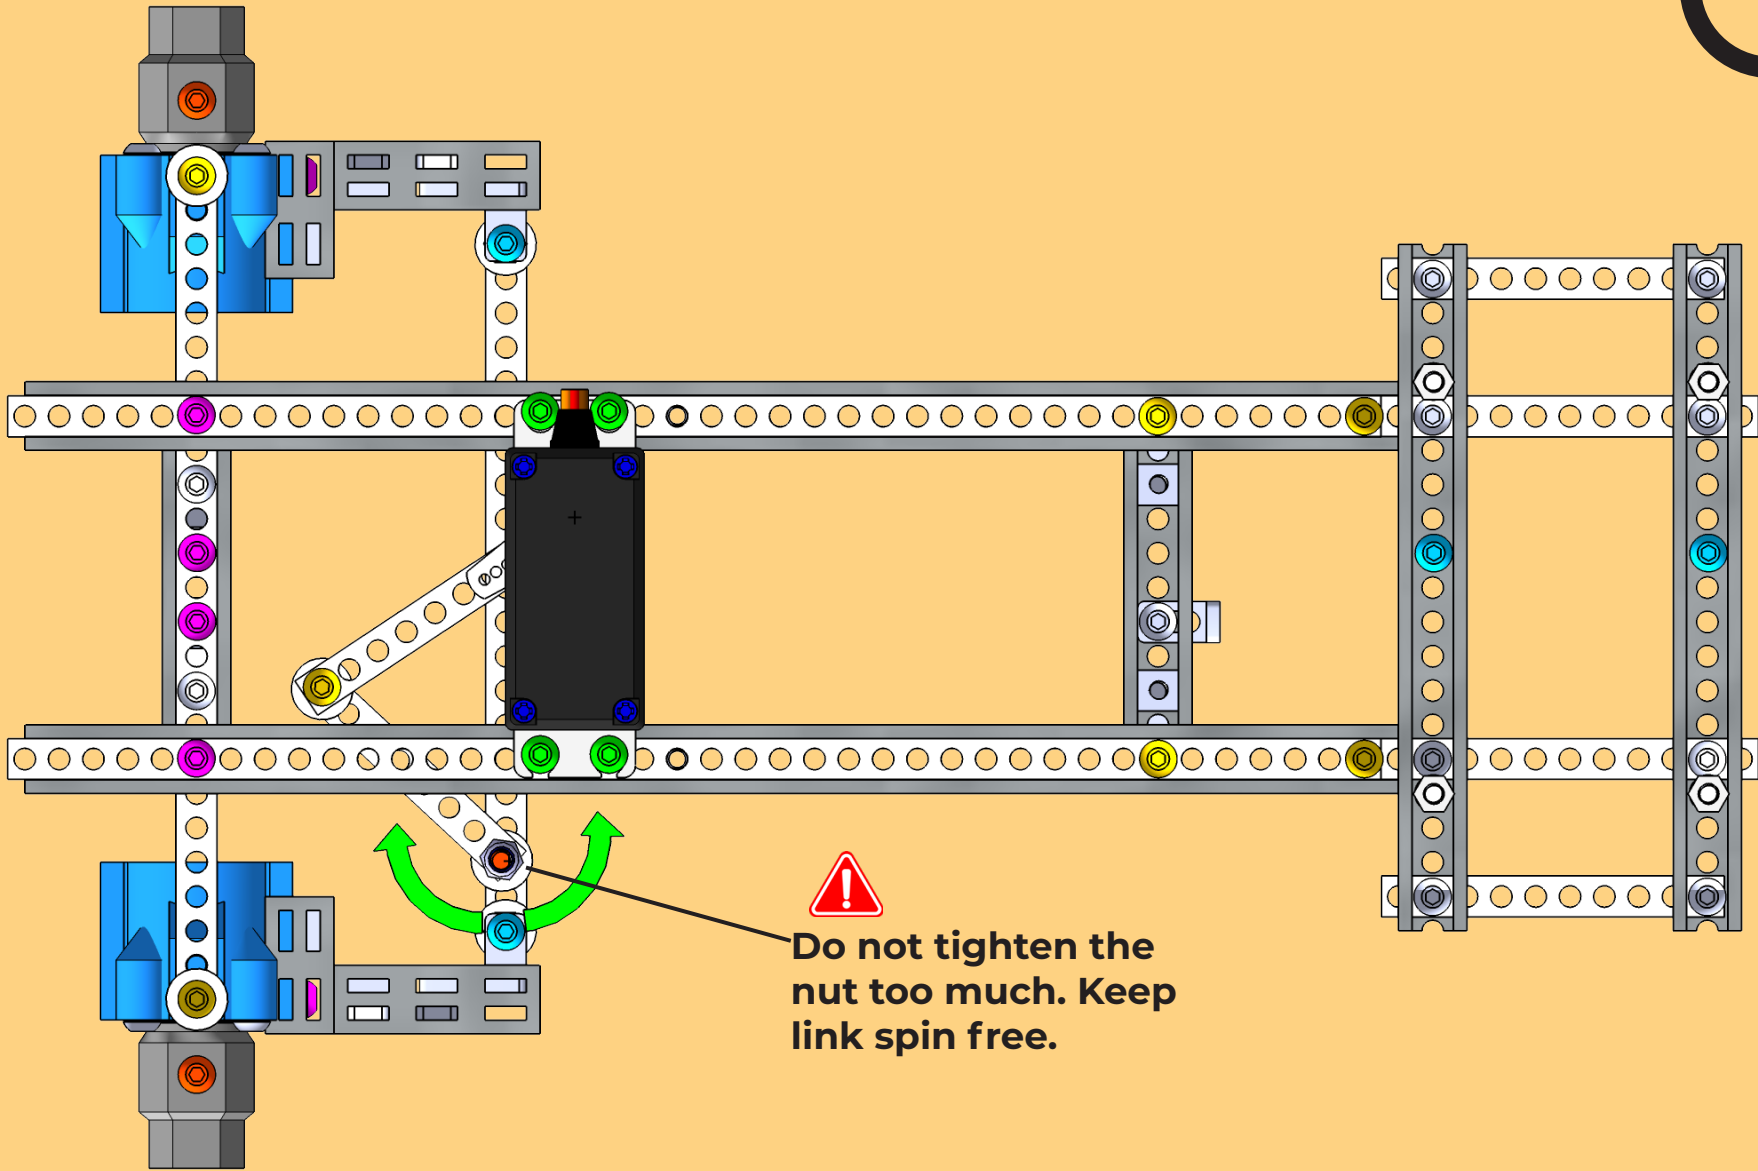 Do not tighten the
nut too much. Keep
link spin free.